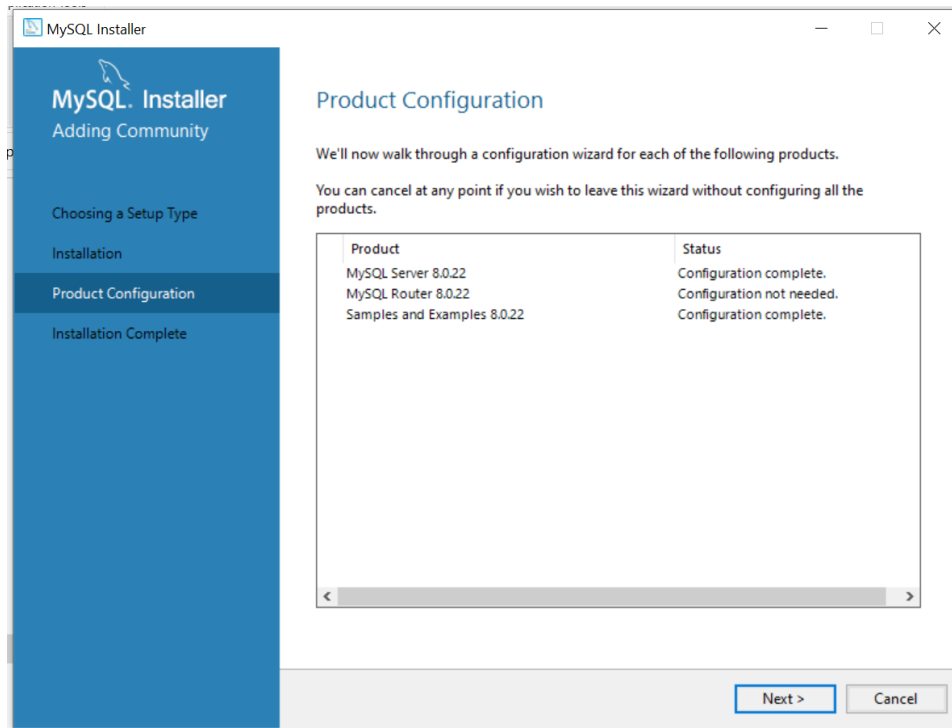 MySQL Installer
MySQL. Installer
Adding Community
Choosing a Setup Type
Installation
Product Configuration
Installation Complete
Product Configuration
We'll now walk through a configuration wizard for each of the following products.
You can cancel at any point if you wish to leave this wizard without configuring all the
products.
Product Status
MySQL Server 8.0.22 Configuration complete.
MySQL Router 8.0.22 Configuration not needed.
Samples and Examples 8.0.22 Configuration complete.
Next >
Cancel